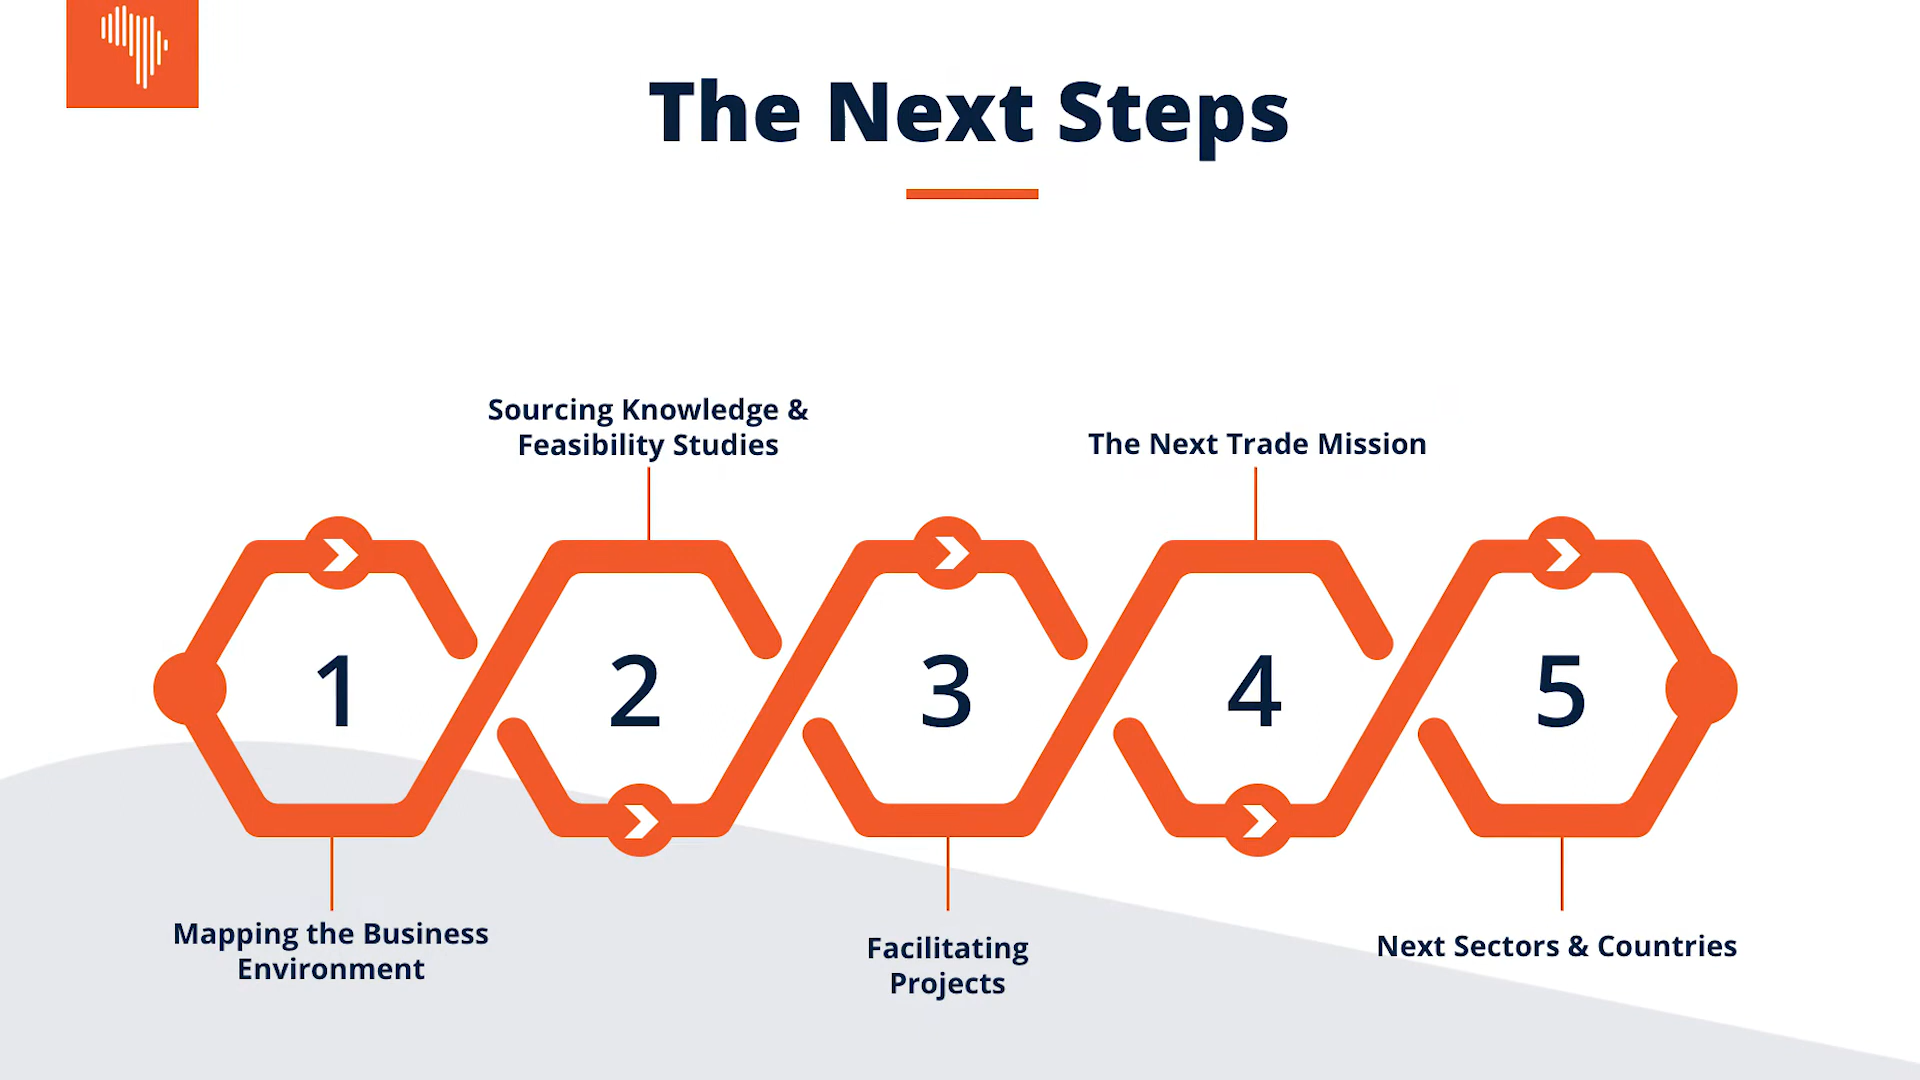 The Next Steps
Sourcing Knowledge &
Feasibility Studies
The Next Trade Mission
1
2
3
4
5
Mapping the Business
Environment
Facilitating
Projects
Next Sectors & Countries